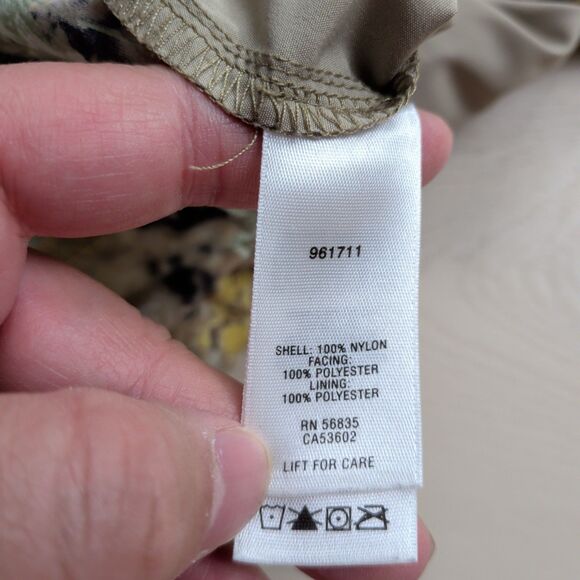 961711
SHELL: 100% NYLON
FACING:
100% POLYESTER
LINING:
100% POLYESTER
RN 56835
CA53602
LIFT FOR CARE